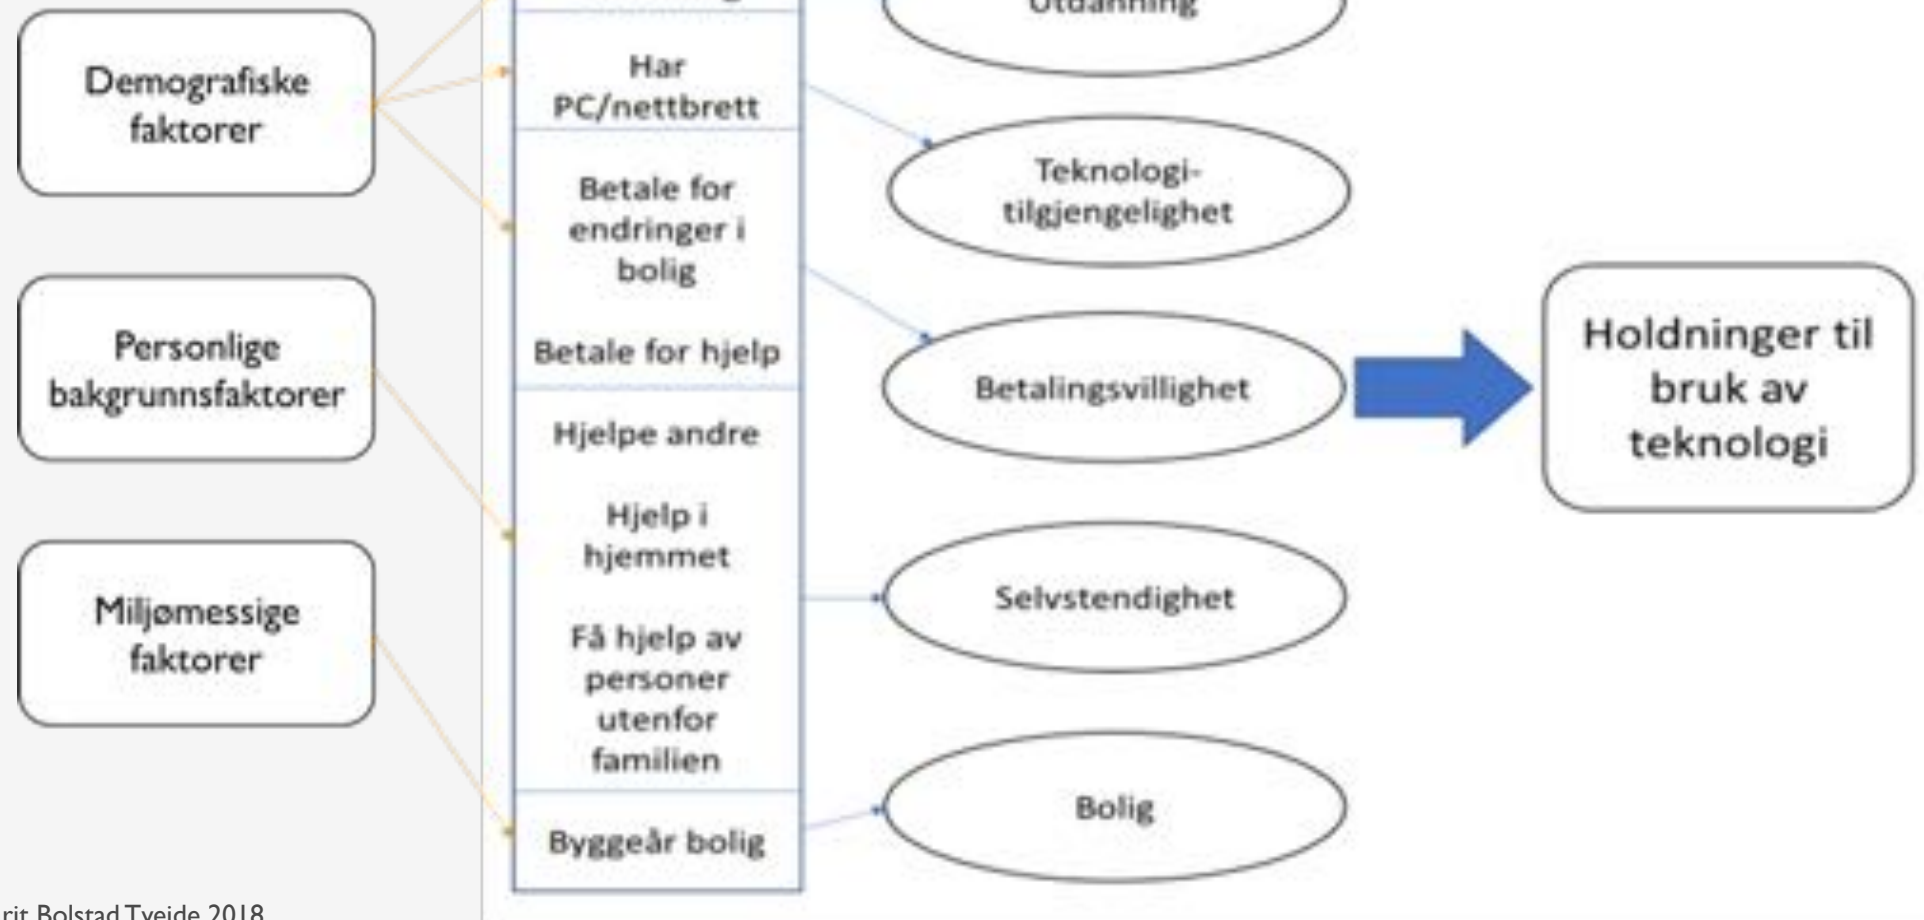 Demografiske
faktorer
Personlige
bakgrunnsfaktorer
Miljømessige
faktorer
Har
PC/nettbrett
Betale for
endringer i
bolig
Betale for hjelp
Hjelpe andre
Hjelp i
hjemmet
Få hjelp av
personer
utenfor
familien
Byggeår bolig
Utdanning
Teknologi-
tilgjengelighet
Betalingsvillighet
Selvstendighet
Bolig
Holdninger til
bruk av
teknologi
rit Bolstad Tveide 2018